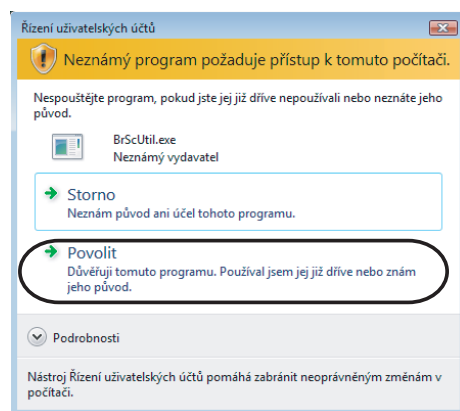 Řízení uživatelských účtů
Neznámý program požaduje přístup k tomuto počítači.
Nespouštějte program, pokud jste jej již dříve nepoužívali nebo neznáte jeho
původ.
BrScUtil.exe
Neznámý vydavatel
Storno
Neznám původ ani účel tohoto programu.
Povolit
Důvěřuji tomuto programu. Používal jsem jej již dříve nebo znám
jeho původ.
Podrobnosti
Nástroj Řízení uživatelských účtů pomáhá zabránit neoprávněným změnám v
počítači.